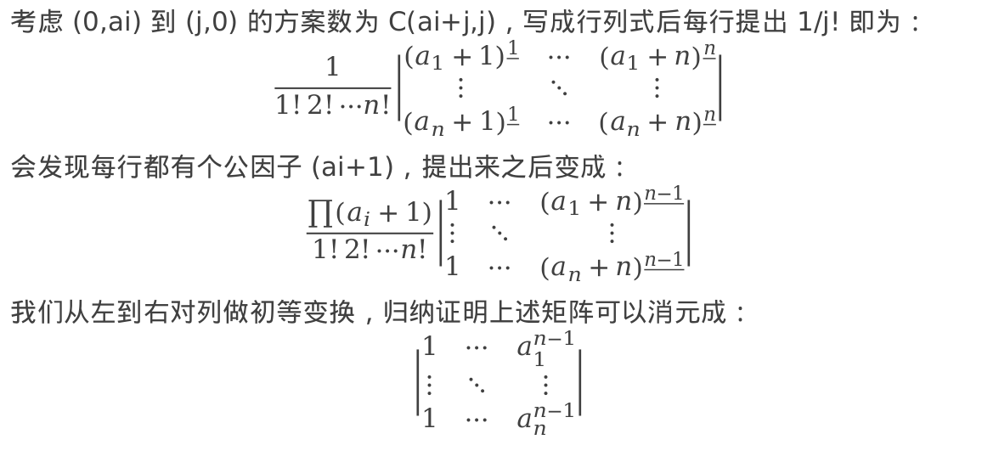 考虑 (0,ai) 到 (j,0) 的方案数为 C(ai+j,j)，写成行列式后每行提出 1/j! 即为：
$$\frac{1}{1!\,2!\cdots n!}\begin{vmatrix}(a_1+1)^{\underline{1}} & \cdots & (a_1+n)^{\underline{n}}\\ \vdots & \ddots & \vdots\\ (a_n+1)^{\underline{1}} & \cdots & (a_n+n)^{\underline{n}}\end{vmatrix}$$
会发现每行都有个公因子 (ai+1)，提出来之后变成：
$$\frac{\prod(a_i+1)}{1!\,2!\cdots n!}\begin{vmatrix}1 & \cdots & (a_1+n)^{\underline{n-1}}\\ \vdots & \ddots & \vdots\\ 1 & \cdots & (a_n+n)^{\underline{n-1}}\end{vmatrix}$$
我们从左到右对列做初等变换，归纳证明上述矩阵可以消元成：
$$\begin{vmatrix}1 & \cdots & a_1^{n-1}\\ \vdots & \ddots & \vdots\\ 1 & \cdots & a_n^{n-1}\end{vmatrix}$$